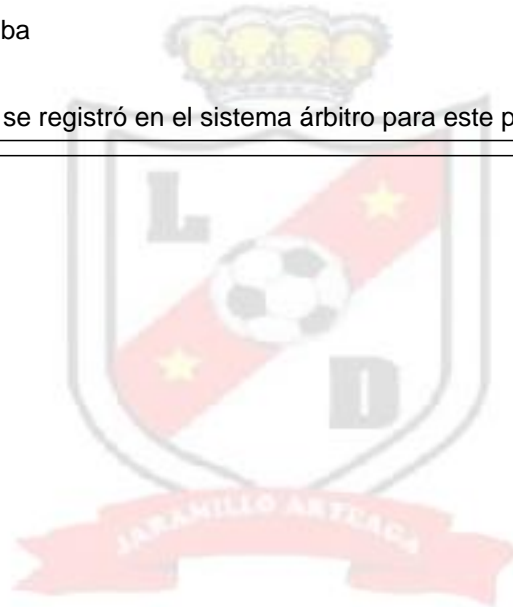 ba
se registró en el sistema árbitro para este p
L
D
JARAMILLO ARTEAGA